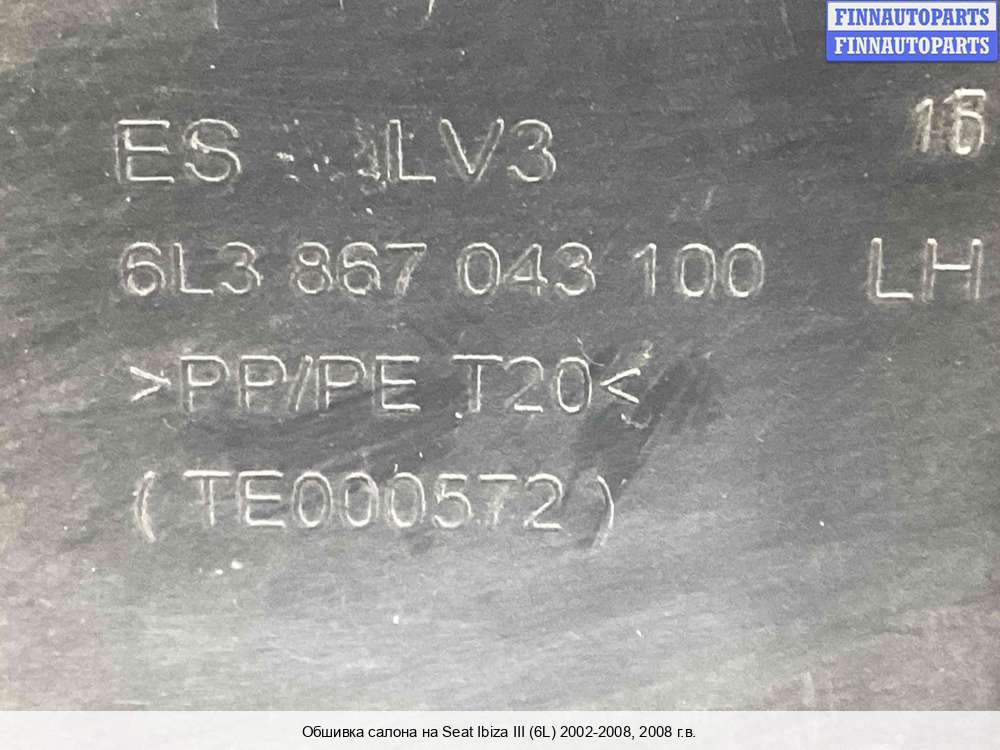 FINNAUTOPARTS
FINNAUTOPARTS
ES LV3
6L3 867 043 100 LH
>PP/PE T20<
(TE000572)
Обшивка салона на Seat Ibiza III (6L) 2002-2008, 2008 г.в.